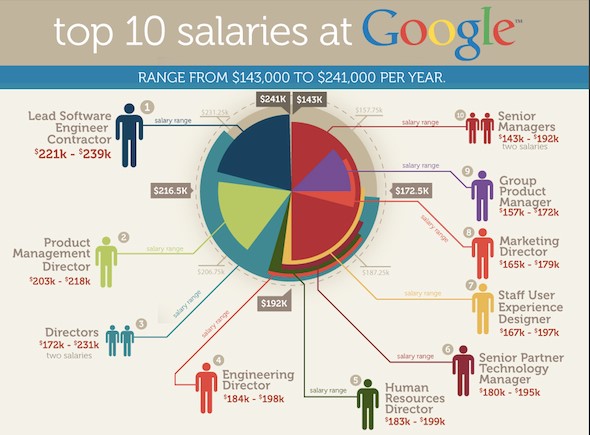 top 10 salaries at Google™
RANGE FROM $143,000 TO $241,000 PER YEAR.
$241K
$143K
$231.25k
$157.75k
$216.5K
$172.5K
$206.75k
$187.25k
$192K
1
Lead Software
Engineer
Contractor
$221k - $239k
salary range
2
Product
Management
Director
$203k - $218k
salary range
3
Directors
$172k - $231k
two salaries
salary range
4
Engineering
Director
$184k - $198k
salary range
5
Human
Resources
Director
$183k - $199k
salary range
6
Senior Partner
Technology
Manager
$180k - $195k
salary range
7
Staff User
Experience
Designer
$167k - $197k
salary range
8
Marketing
Director
$165k - $179k
salary range
9
Group
Product
Manager
$157k - $172k
salary range
10
Senior
Managers
$143k - $192k
two salaries
salary range